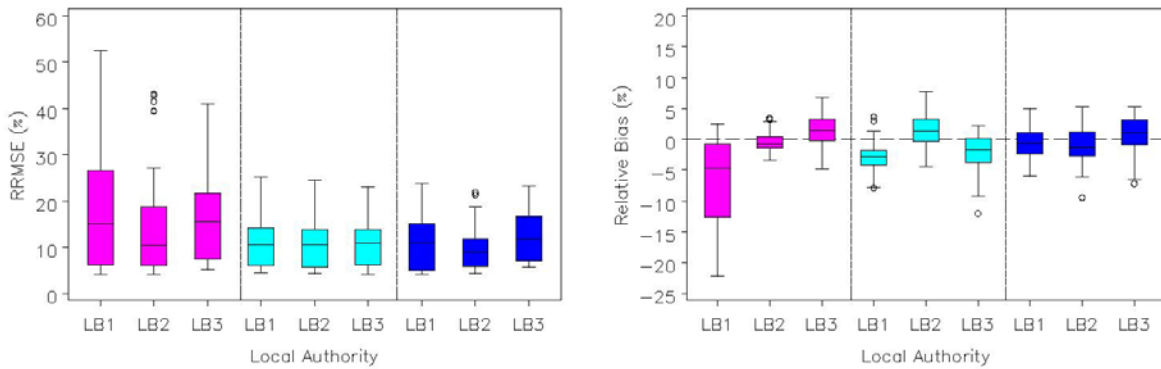 RRMSE (%)
60
50
40
30
20
10
0
LB1 LB2 LB3 LB1 LB2 LB3 LB1 LB2 LB3
Local Authority
Relative Bias (%)
20
15
10
5
0
−5
−10
−15
−20
−25
LB1 LB2 LB3 LB1 LB2 LB3 LB1 LB2 LB3
Local Authority